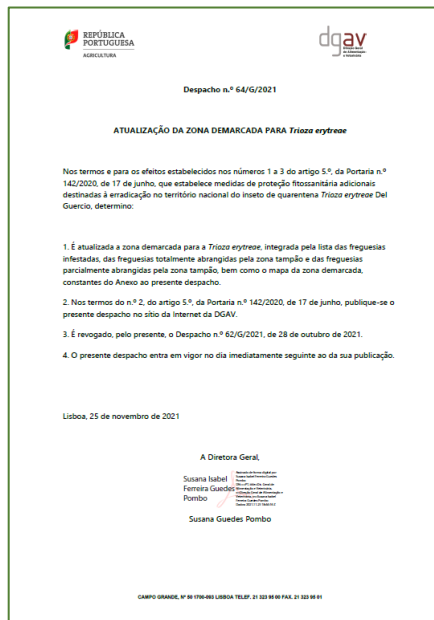 REPÚBLICA
PORTUGUESA
AGRICULTURA
dgav
Despacho n.º 64/G/2021
ATUALIZAÇÃO DA ZONA DEMARCADA PARA Trioza erytreae
Nos termos e para os efeitos estabelecidos nos números 1 a 3 do artigo 5.º, da Portaria n.º
142/2020, de 17 de junho, que estabelece medidas de proteção fitossanitária adicionais
destinadas à erradicação no território nacional do inseto de quarentena Trioza erytreae Del
Guercio, determino:
1. É atualizada a zona demarcada para a Trioza erytreae, integrada pela lista das freguesias
infestadas, das freguesias totalmente abrangidas pela zona tampão e das freguesias
parcialmente abrangidas pela zona tampão, bem como o mapa da zona demarcada,
constantes do Anexo ao presente despacho.
2. Nos termos do n.º 2, do artigo 5.º, da Portaria n.º 142/2020, de 17 de junho, publique-se o
presente despacho no sítio da Internet da DGAV.
3. É revogado, pelo presente, o Despacho n.º 62/G/2021, de 28 de outubro de 2021.
4. O presente despacho entra em vigor no dia imediatamente seguinte ao da sua publicação.
Lisboa, 25 de novembro de 2021
A Diretora Geral,
Susana Isabel
Ferreira Guedes
Pombo
Susana Guedes Pombo
CAMPO GRANDE, Nº 50 1700-093 LISBOA TELEF. 21 323 95 00 FAX. 21 323 95 01